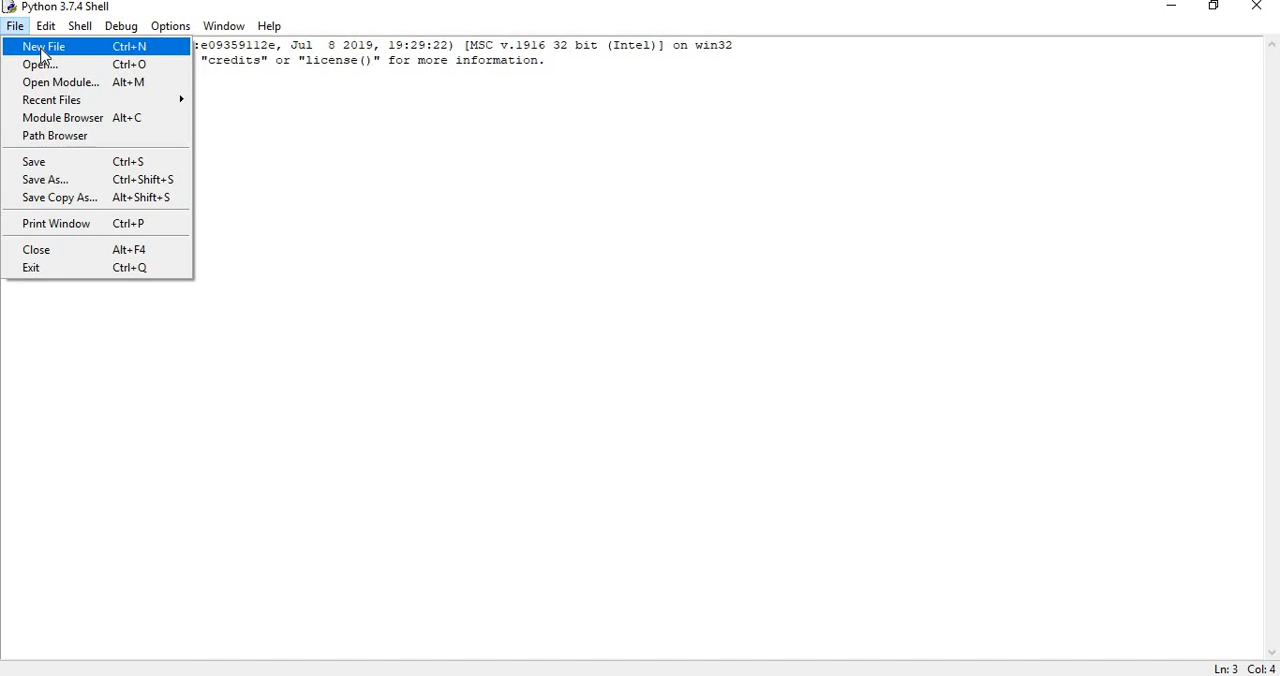 Python 3.7.4 Shell
File Edit Shell Debug Options Window Help
:e09359112e, Jul 8 2019, 19:29:22) [MSC v.1916 32 bit (Intel)] on win32
"credits" or "license()" for more information.
New File Ctrl+N
Open... Ctrl+O
Open Module... Alt+M
Recent Files
Module Browser Alt+C
Path Browser
Save Ctrl+S
Save As... Ctrl+Shift+S
Save Copy As... Alt+Shift+S
Print Window Ctrl+P
Close Alt+F4
Exit Ctrl+Q
Ln: 3 Col: 4